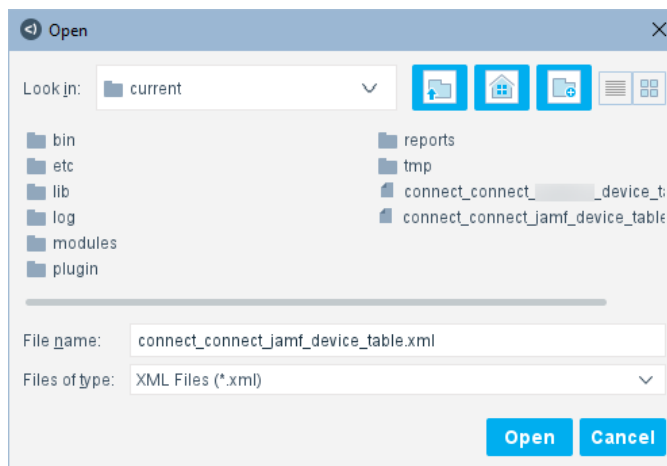 Open
Look in: current
bin
etc
lib
log
modules
plugin
reports
tmp
connect_connect_ _device_t
connect_connect_jamf_device_table
File name: connect_connect_jamf_device_table.xml
Files of type: XML Files (*.xml)
Open Cancel